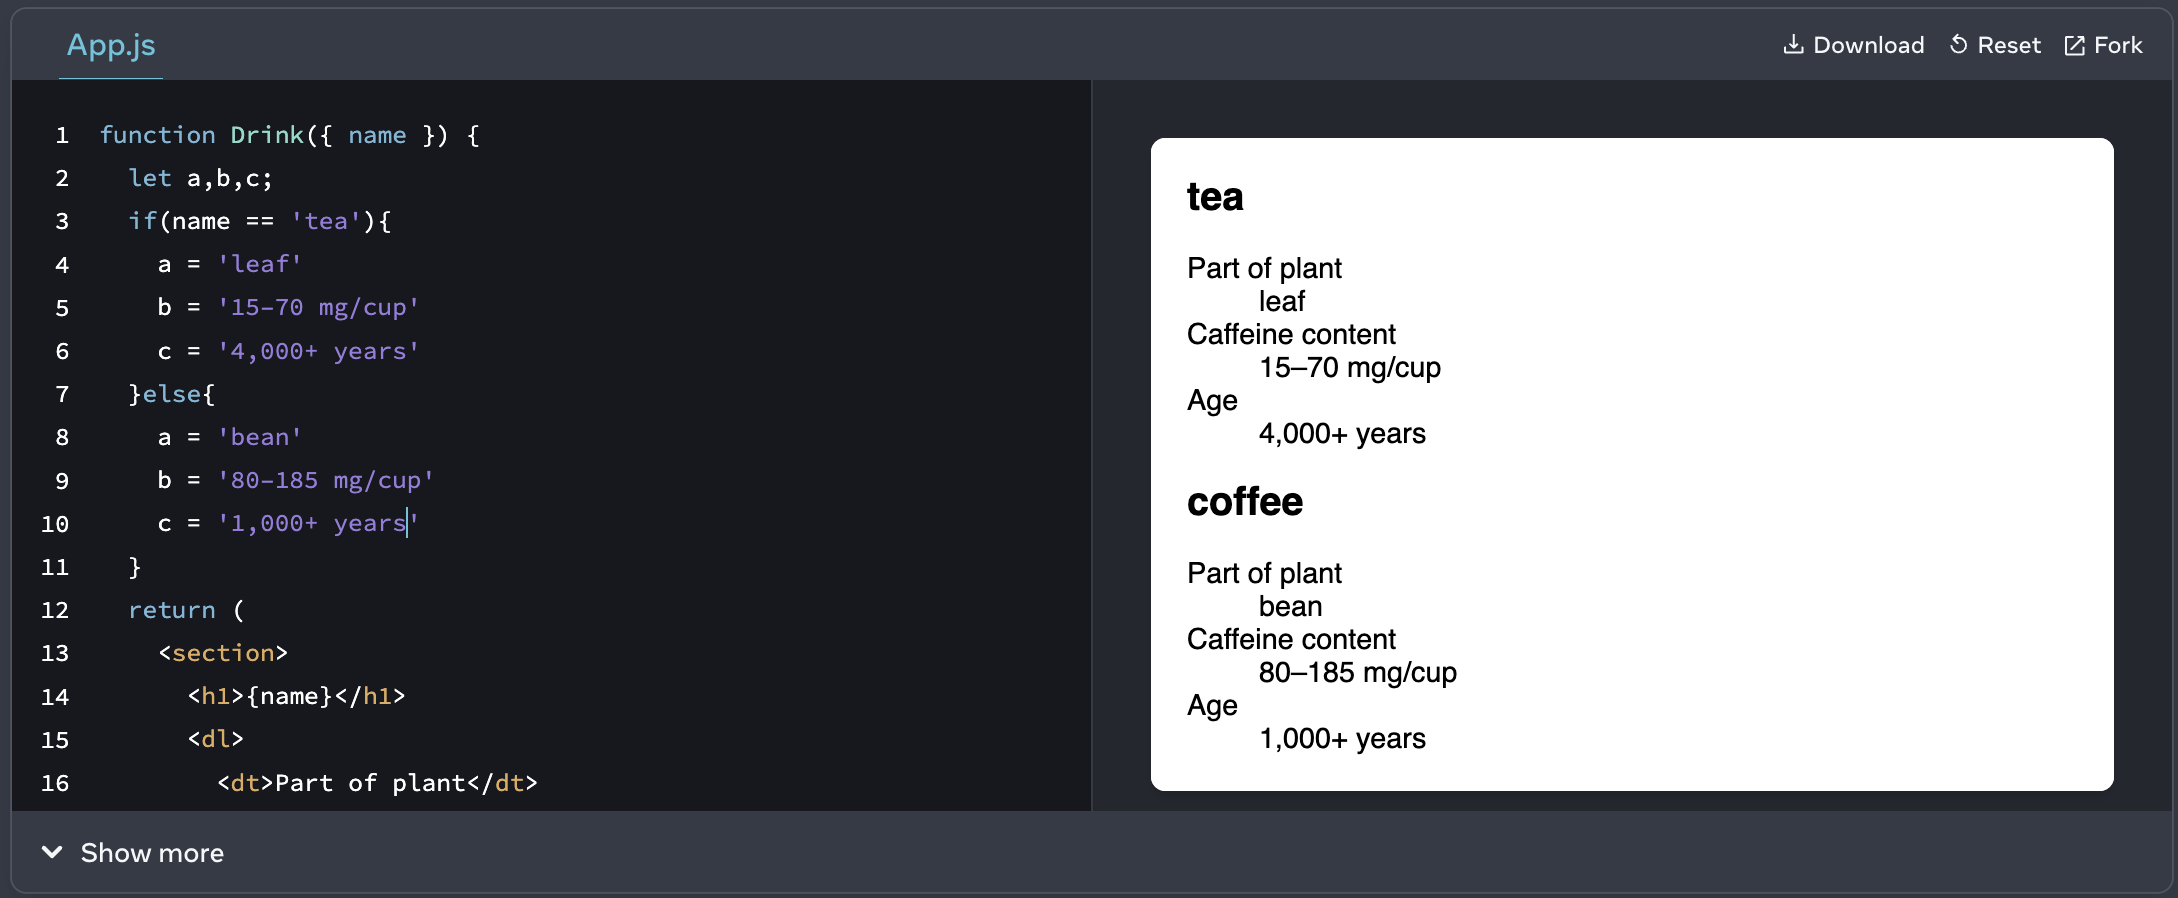 App.js
Download Reset Fork
1 function Drink({ name }) {
2 let a,b,c;
3 if(name == 'tea'){
4 a = 'leaf'
5 b = '15–70 mg/cup'
6 c = '4,000+ years'
7 }else{
8 a = 'bean'
9 b = '80–185 mg/cup'
10 c = '1,000+ years'
11 }
12 return (
13 <section>
14 <h1>{name}</h1>
15 <dl>
16 <dt>Part of plant</dt>
tea
Part of plant
leaf
Caffeine content
15–70 mg/cup
Age
4,000+ years
coffee
Part of plant
bean
Caffeine content
80–185 mg/cup
Age
1,000+ years
Show more